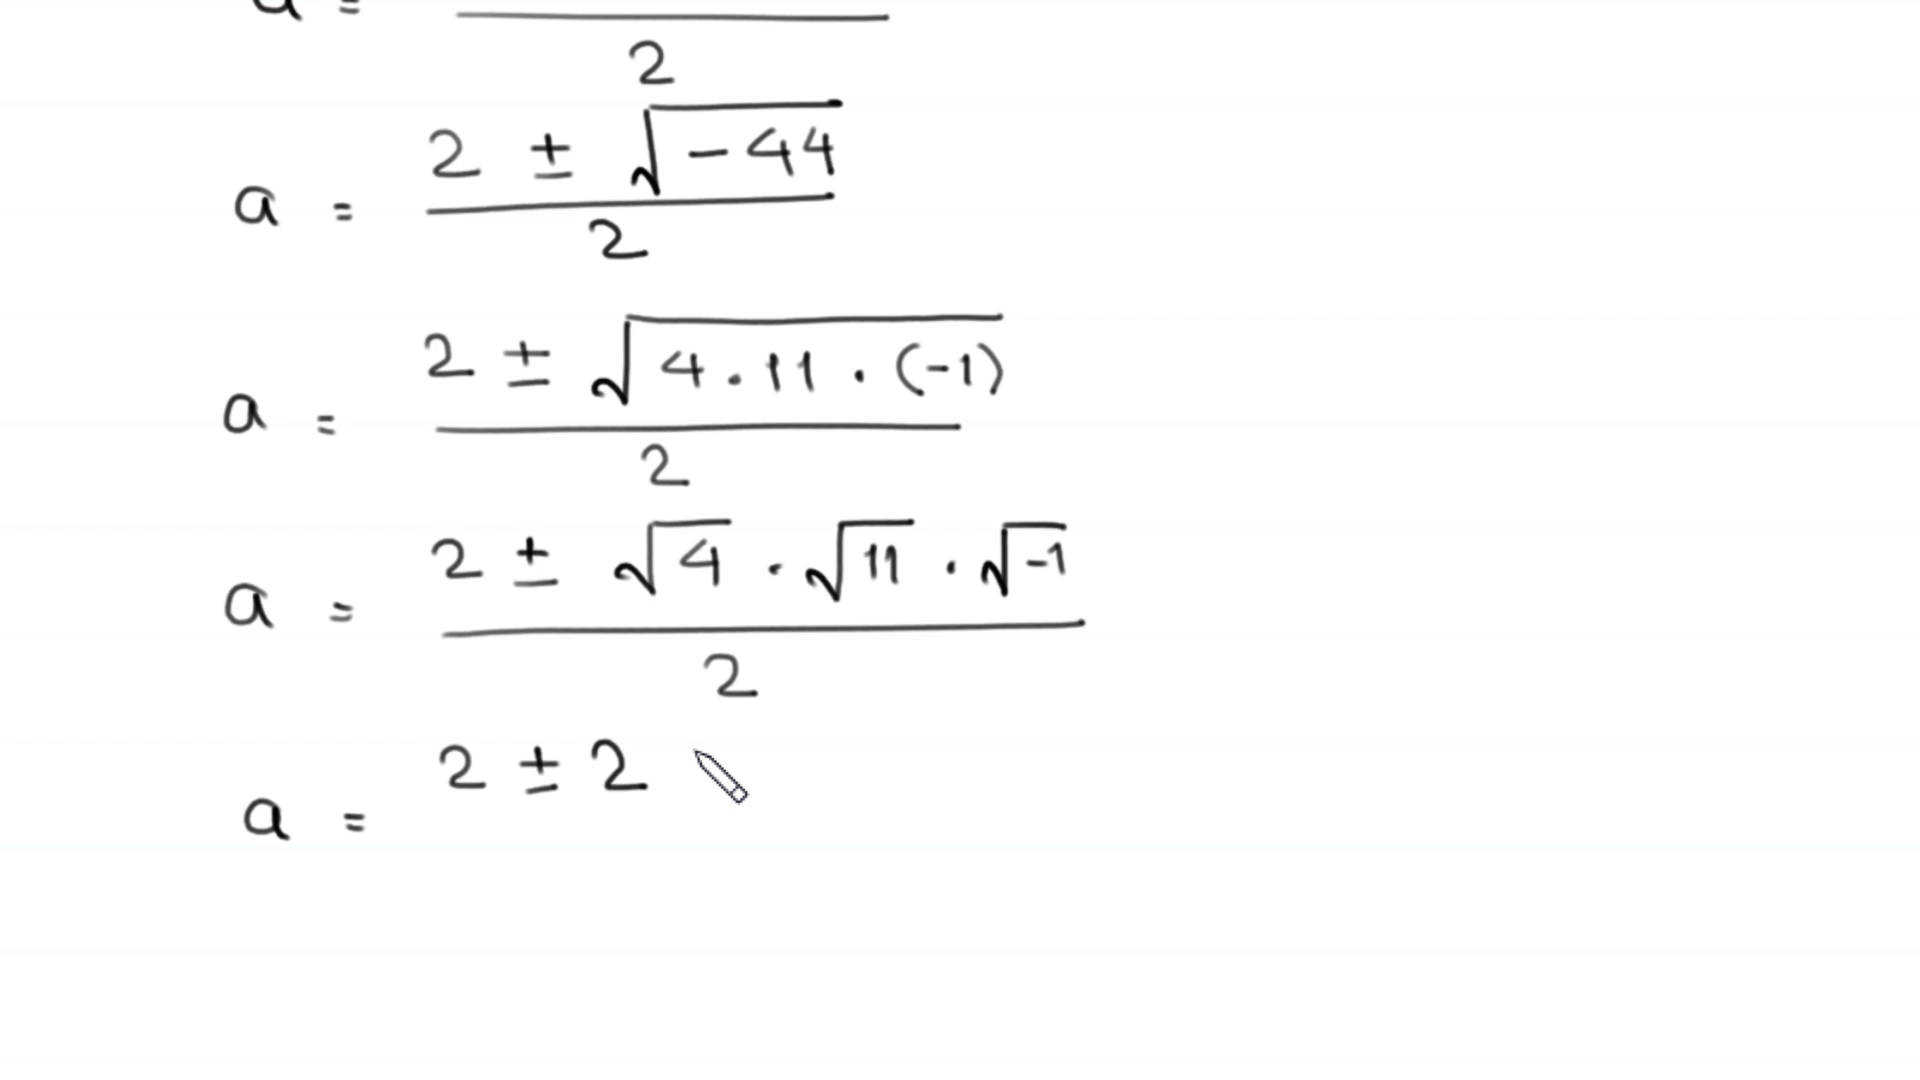 a = ―――
2
a = (2 ± √(-44)) / 2
a = (2 ± √(4 . 11 . (-1))) / 2
a = (2 ± √4 . √11 . √-1) / 2
a = 2 ± 2